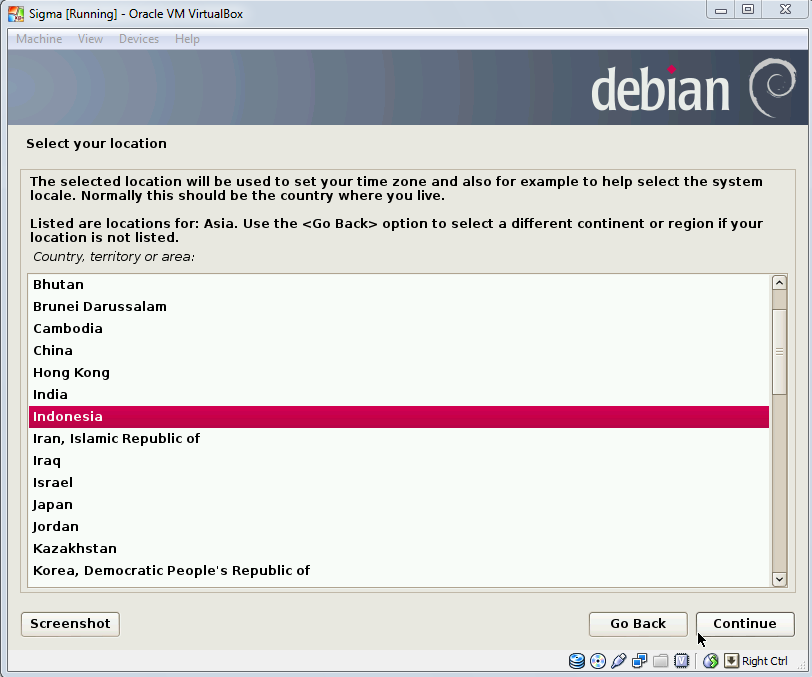 Sigma [Running] - Oracle VM VirtualBox
Machine View Devices Help
debian
Select your location
The selected location will be used to set your time zone and also for example to help select the system
locale. Normally this should be the country where you live.
Listed are locations for: Asia. Use the <Go Back> option to select a different continent or region if your
location is not listed.
Country, territory or area:
Bhutan
Brunei Darussalam
Cambodia
China
Hong Kong
India
Indonesia
Iran, Islamic Republic of
Iraq
Israel
Japan
Jordan
Kazakhstan
Korea, Democratic People's Republic of
Screenshot Go Back Continue
Right Ctrl